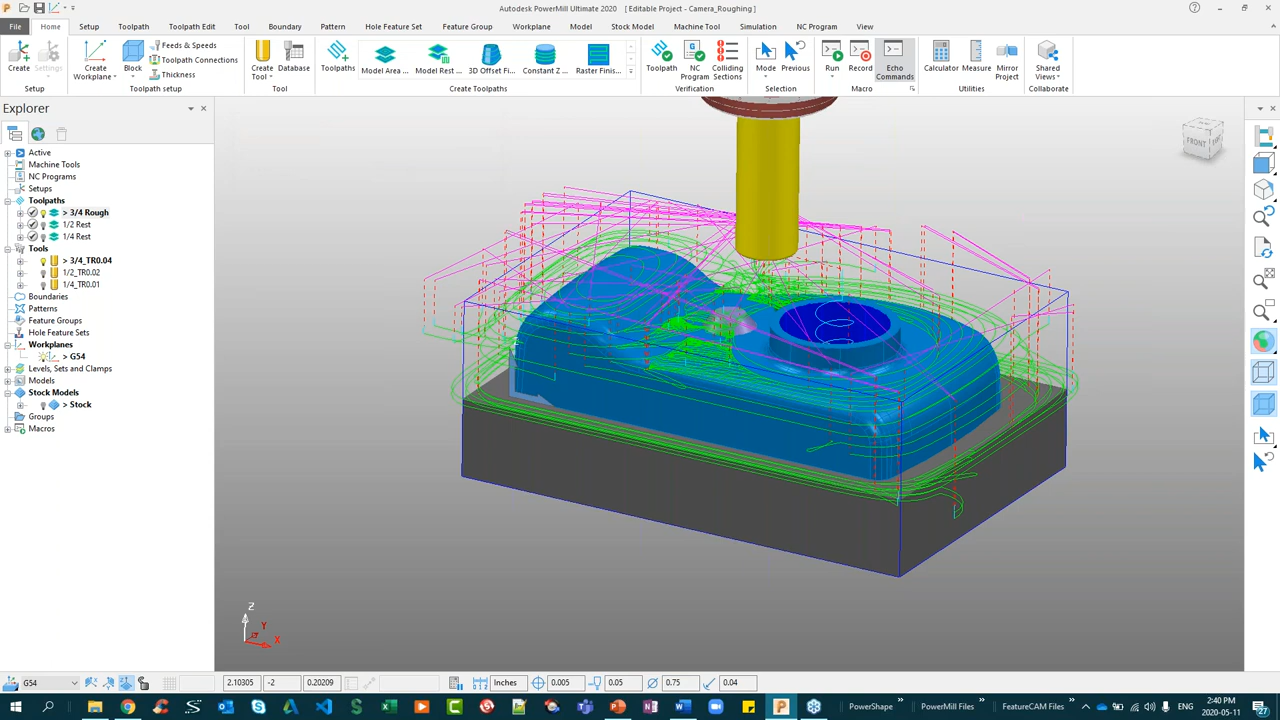 Autodesk PowerMill Ultimate 2020 [ Editable Project - Camera_Roughing ]
File Home Setup Toolpath Toolpath Edit Tool Boundary Pattern Hole Feature Set Feature Group Workplane Model Stock Model Machine Tool Simulation NC Program View
Create Settings Create Workplane Block Feeds & Speeds Toolpath Connections Thickness Create Tool Database Toolpaths Model Area ... Model Rest ... 3D Offset Fi... Constant Z ... Raster Finis... Toolpath NC Program Colliding Sections Mode Previous Run Record Echo Commands Calculator Measure Mirror Project Shared Views
Setup Toolpath setup Tool Create Toolpaths Verification Selection Macro Utilities Collaborate
Explorer
Active
Machine Tools
NC Programs
Setups
Toolpaths
> 3/4 Rough
1/2 Rest
1/4 Rest
Tools
> 3/4_TR0.04
1/2_TR0.02
1/4_TR0.01
Boundaries
Patterns
Feature Groups
Hole Feature Sets
Workplanes
> G54
Levels, Sets and Clamps
Models
Stock Models
> Stock
Groups
Macros
FRONT
Z
Y
X
G54 2.10305 -2 0.20209 Inches 0.005 0.05 0.75 0.04
PowerShape PowerMill Files FeatureCAM Files ENG 2:40 PM
2020-05-11 27